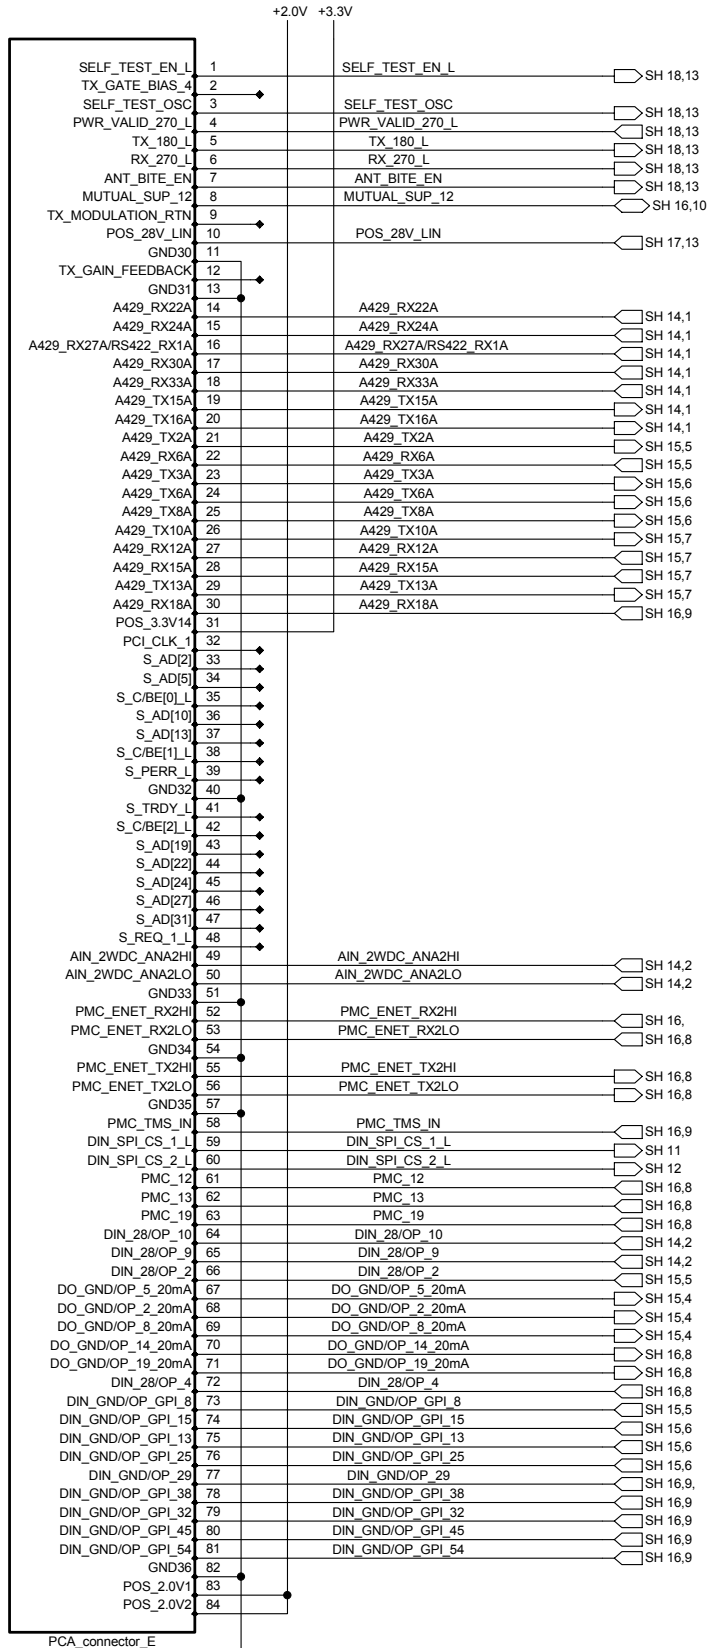 +2.0V +3.3V
SELF_TEST_EN_L 1 SELF_TEST_EN_L SH 18,13
TX_GATE_BIAS_4 2
SELF_TEST_OSC 3 SELF_TEST_OSC SH 18,13
PWR_VALID_270_L 4 PWR_VALID_270_L SH 18,13
TX_180_L 5 TX_180_L SH 18,13
RX_270_L 6 RX_270_L SH 18,13
ANT_BITE_EN 7 ANT_BITE_EN SH 18,13
MUTUAL_SUP_12 8 MUTUAL_SUP_12 SH 16,10
TX_MODULATION_RTN 9
POS_28V_LIN 10 POS_28V_LIN SH 17,13
GND30 11
TX_GAIN_FEEDBACK 12
GND31 13
A429_RX22A 14 A429_RX22A SH 14,1
A429_RX24A 15 A429_RX24A SH 14,1
A429_RX27A/RS422_RX1A 16 A429_RX27A/RS422_RX1A SH 14,1
A429_RX30A 17 A429_RX30A SH 14,1
A429_RX33A 18 A429_RX33A SH 14,1
A429_TX15A 19 A429_TX15A SH 14,1
A429_TX16A 20 A429_TX16A SH 14,1
A429_TX2A 21 A429_TX2A SH 15,5
A429_RX6A 22 A429_RX6A SH 15,5
A429_TX3A 23 A429_TX3A SH 15,6
A429_TX6A 24 A429_TX6A SH 15,6
A429_TX8A 25 A429_TX8A SH 15,6
A429_TX10A 26 A429_TX10A SH 15,7
A429_RX12A 27 A429_RX12A SH 15,7
A429_RX15A 28 A429_RX15A SH 15,7
A429_TX13A 29 A429_TX13A SH 15,7
A429_RX18A 30 A429_RX18A SH 16,9
POS_3.3V14 31
PCI_CLK_1 32
S_AD[2] 33
S_AD[5] 34
S_C/BE[0]_L 35
S_AD[10] 36
S_AD[13] 37
S_C/BE[1]_L 38
S_PERR_L 39
GND32 40
S_TRDY_L 41
S_C/BE[2]_L 42
S_AD[19] 43
S_AD[22] 44
S_AD[24] 45
S_AD[27] 46
S_AD[31] 47
S_REQ_1_L 48
AIN_2WDC_ANA2HI 49 AIN_2WDC_ANA2HI SH 14,2
AIN_2WDC_ANA2LO 50 AIN_2WDC_ANA2LO SH 14,2
GND33 51
PMC_ENET_RX2HI 52 PMC_ENET_RX2HI SH 16,
PMC_ENET_RX2LO 53 PMC_ENET_RX2LO SH 16,8
GND34 54
PMC_ENET_TX2HI 55 PMC_ENET_TX2HI SH 16,8
PMC_ENET_TX2LO 56 PMC_ENET_TX2LO SH 16,8
GND35 57
PMC_TMS_IN 58 PMC_TMS_IN SH 16,9
DIN_SPI_CS_1_L 59 DIN_SPI_CS_1_L SH 11
DIN_SPI_CS_2_L 60 DIN_SPI_CS_2_L SH 12
PMC_12 61 PMC_12 SH 16,8
PMC_13 62 PMC_13 SH 16,8
PMC_19 63 PMC_19 SH 16,8
DIN_28/OP_10 64 DIN_28/OP_10 SH 14,2
DIN_28/OP_9 65 DIN_28/OP_9 SH 14,2
DIN_28/OP_2 66 DIN_28/OP_2 SH 15,5
DO_GND/OP_5_20mA 67 DO_GND/OP_5_20mA SH 15,4
DO_GND/OP_2_20mA 68 DO_GND/OP_2_20mA SH 15,4
DO_GND/OP_8_20mA 69 DO_GND/OP_8_20mA SH 15,4
DO_GND/OP_14_20mA 70 DO_GND/OP_14_20mA SH 16,8
DO_GND/OP_19_20mA 71 DO_GND/OP_19_20mA SH 16,8
DIN_28/OP_4 72 DIN_28/OP_4 SH 16,8
DIN_GND/OP_GPI_8 73 DIN_GND/OP_GPI_8 SH 15,5
DIN_GND/OP_GPI_15 74 DIN_GND/OP_GPI_15 SH 15,6
DIN_GND/OP_GPI_13 75 DIN_GND/OP_GPI_13 SH 15,6
DIN_GND/OP_GPI_25 76 DIN_GND/OP_GPI_25 SH 15,6
DIN_GND/OP_29 77 DIN_GND/OP_29 SH 16,9,
DIN_GND/OP_GPI_38 78 DIN_GND/OP_GPI_38 SH 16,9
DIN_GND/OP_GPI_32 79 DIN_GND/OP_GPI_32 SH 16,9
DIN_GND/OP_GPI_45 80 DIN_GND/OP_GPI_45 SH 16,9
DIN_GND/OP_GPI_54 81 DIN_GND/OP_GPI_54 SH 16,9
GND36 82
POS_2.0V1 83
POS_2.0V2 84
PCA_connector_E